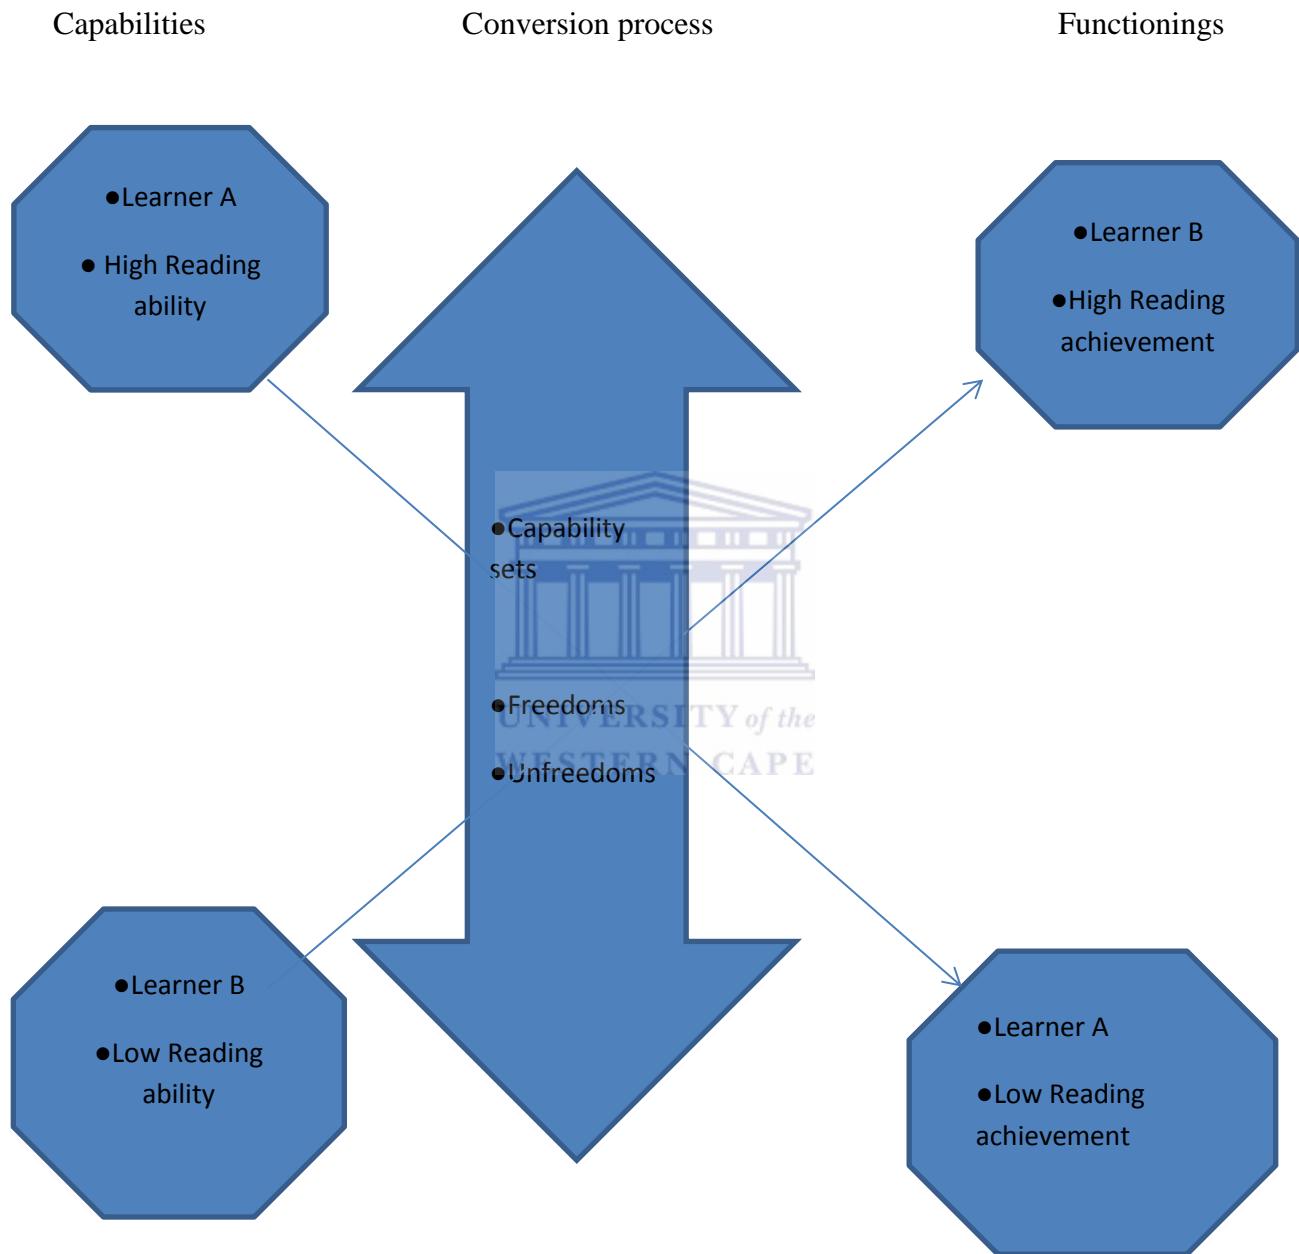 Capabilities
Conversion process
Functionings
●Learner A
● High Reading
ability
●Learner B
●High Reading
achievement
●Capability
sets
●Freedoms
●Unfreedoms
UNIVERSITY of the
WESTERN CAPE
●Learner B
●Low Reading
ability
●Learner A
●Low Reading
achievement